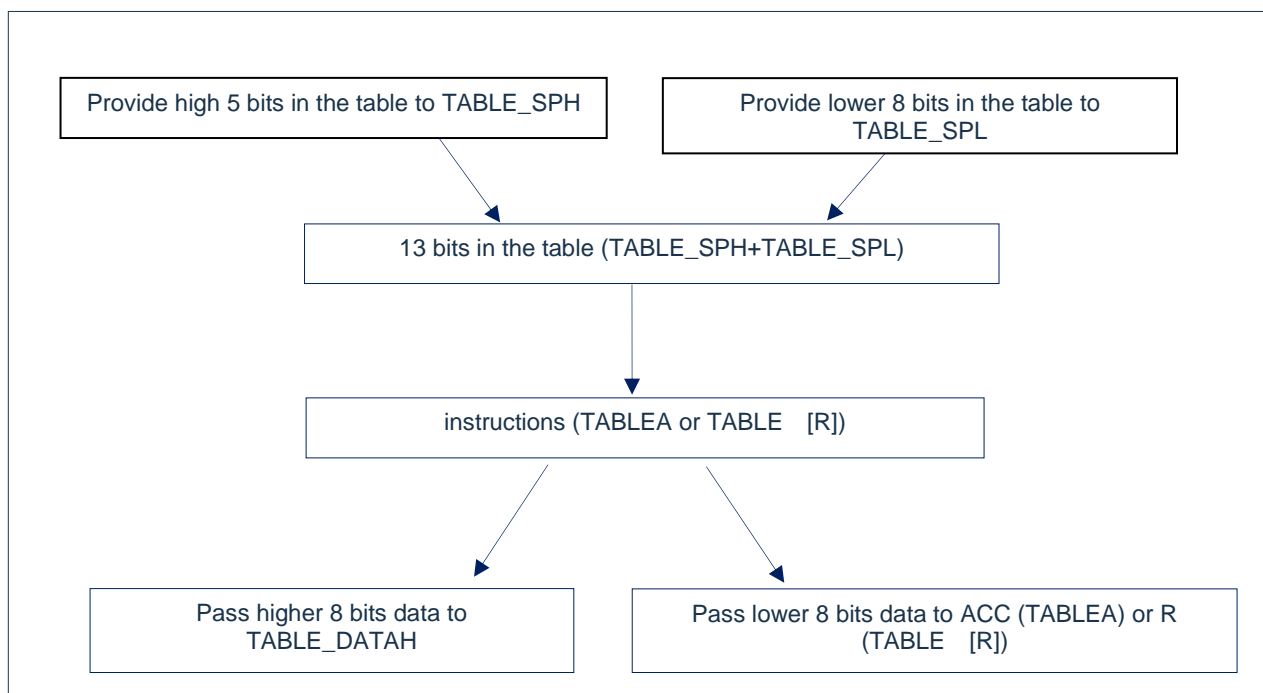 Provide high 5 bits in the table to TABLE_SPH
Provide lower 8 bits in the table to
TABLE_SPL
13 bits in the table (TABLE_SPH+TABLE_SPL)
instructions (TABLEA or TABLE [R])
Pass higher 8 bits data to
TABLE_DATAH
Pass lower 8 bits data to ACC (TABLEA) or R
(TABLE [R])